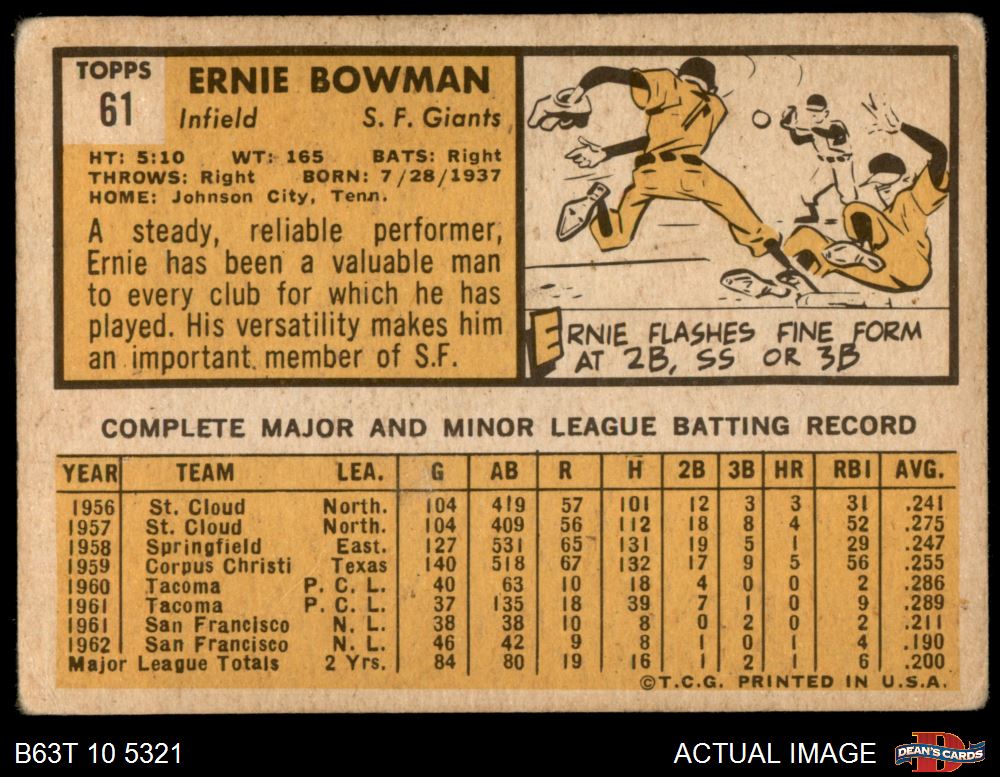 TOPPS
61
ERNIE BOWMAN
Infield S. F. Giants
HT: 5:10 WT: 165 BATS: Right
THROWS: Right BORN: 7/28/1937
HOME: Johnson City, Tenn.
A steady, reliable performer,
Ernie has been a valuable man
to every club for which he has
played. His versatility makes him
an important member of S.F.
ERNIE FLASHES FINE FORM
AT 2B, SS OR 3B
COMPLETE MAJOR AND MINOR LEAGUE BATTING RECORD
YEAR TEAM LEA. G AB R H 2B 3B HR RBI AVG.
1956 St. Cloud North. 104 419 57 101 12 3 3 31 .241
1957 St. Cloud North. 104 409 56 112 18 8 4 52 .275
1958 Springfield East. 127 531 65 131 19 5 1 29 .247
1959 Corpus Christi Texas 140 518 67 132 17 9 5 56 .255
1960 Tacoma P. C. L. 40 63 10 18 4 0 0 2 .286
1961 Tacoma P. C. L. 37 135 18 39 7 1 0 9 .289
1961 San Francisco N. L. 38 38 10 8 0 2 0 2 .211
1962 San Francisco N. L. 46 42 9 8 1 0 1 4 .190
Major League Totals 2 Yrs. 84 80 19 16 1 2 1 6 .200
©T.C.G. PRINTED IN U.S.A.
B63T 10 5321 ACTUAL IMAGE DEAN'S CARDS